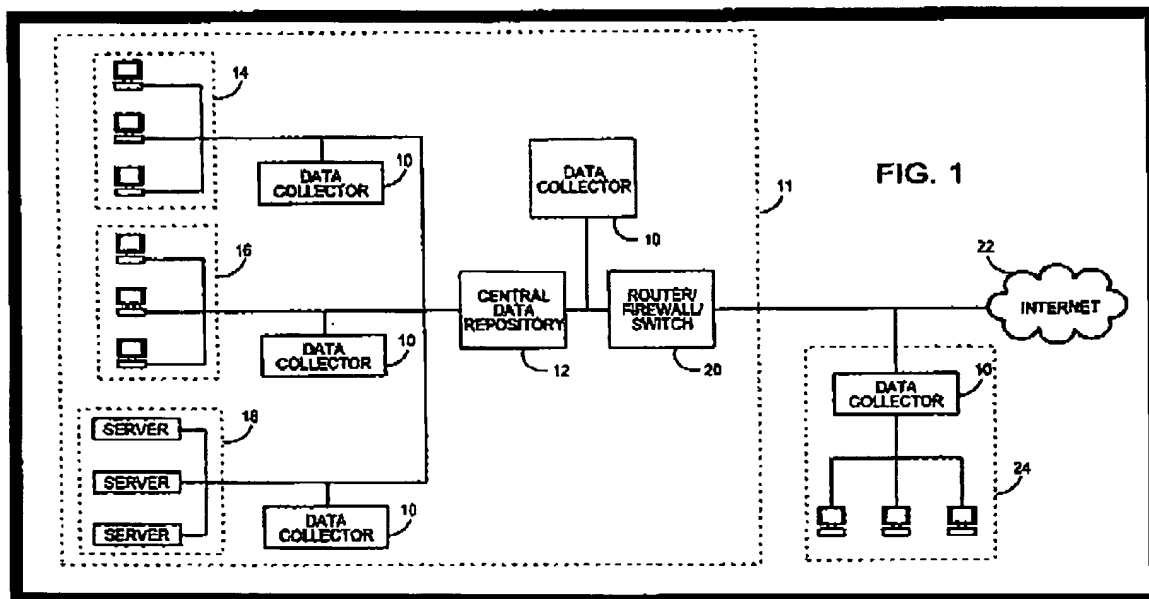 14
10
DATA
COLLECTOR
DATA
COLLECTOR
10
FIG. 1
11
16
10
DATA
COLLECTOR
CENTRAL
DATA
REPOSITORY
12
ROUTER/
FIREWALL/
SWITCH
20
22
INTERNET
18
SERVER
SERVER
SERVER
10
DATA
COLLECTOR
10
DATA
COLLECTOR
24